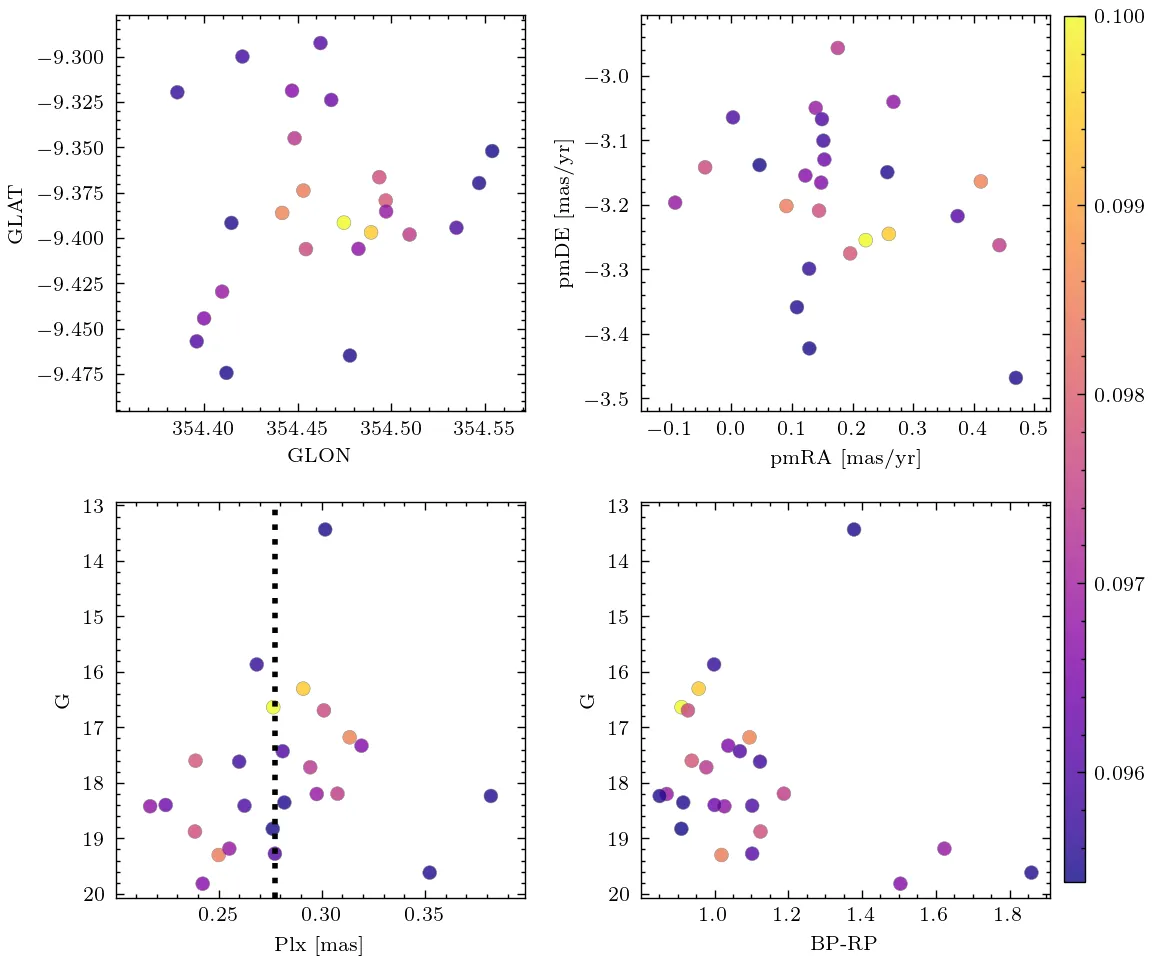 −9.300
−9.325
−9.350
−9.375
−9.400
−9.425
−9.450
−9.475
GLAT
354.40 354.45 354.50 354.55
GLON
−3.0
−3.1
−3.2
−3.3
−3.4
−3.5
pmDE [mas/yr]
−0.1 0.0 0.1 0.2 0.3 0.4 0.5
pmRA [mas/yr]
0.100
0.099
0.098
0.097
0.096
13
14
15
16
17
18
19
20
G
0.25 0.30 0.35
Plx [mas]
13
14
15
16
17
18
19
20
G
1.0 1.2 1.4 1.6 1.8
BP-RP